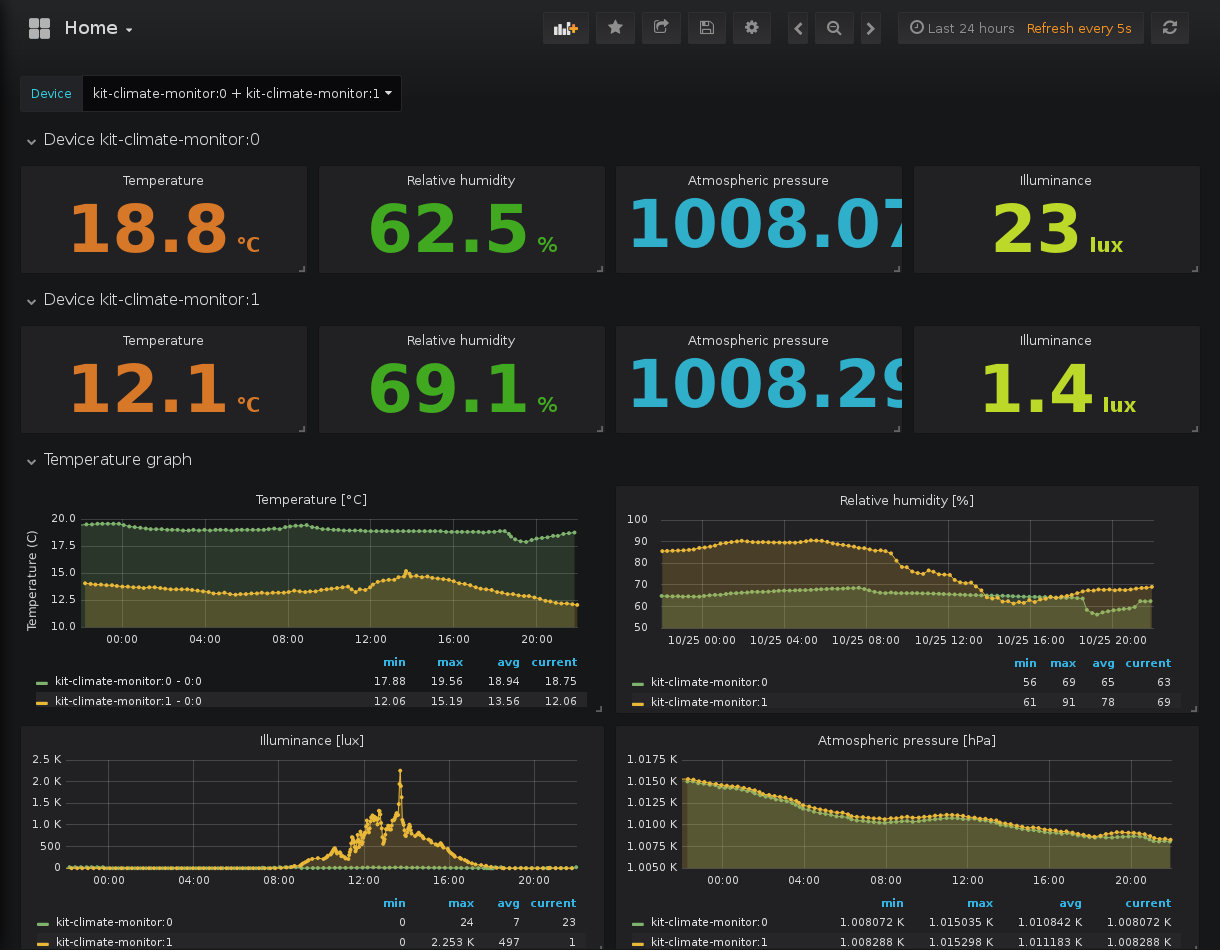 Home
Last 24 hours Refresh every 5s
Device kit-climate-monitor:0 + kit-climate-monitor:1
Device kit-climate-monitor:0
Temperature Relative humidity Atmospheric pressure Illuminance
18.8 °C 62.5 % 1008.07 23 lux
Device kit-climate-monitor:1
Temperature Relative humidity Atmospheric pressure Illuminance
12.1 °C 69.1 % 1008.29 1.4 lux
Temperature graph
Temperature [°C]
Temperature (C)
20.0
17.5
15.0
12.5
10.0
00:00 04:00 08:00 12:00 16:00 20:00
min max avg current
kit-climate-monitor:0 - 0:0 17.88 19.56 18.94 18.75
kit-climate-monitor:1 - 0:0 12.06 15.19 13.56 12.06
Relative humidity [%]
100
90
80
70
60
50
10/25 00:00 10/25 04:00 10/25 08:00 10/25 12:00 10/25 16:00 10/25 20:00
min max avg current
kit-climate-monitor:0 56 69 65 63
kit-climate-monitor:1 61 91 78 69
Illuminance [lux]
2.5 K
2.0 K
1.5 K
1.0 K
500
0
00:00 04:00 08:00 12:00 16:00 20:00
min max avg current
kit-climate-monitor:0 0 24 7 23
kit-climate-monitor:1 0 2.253 K 497 1
Atmospheric pressure [hPa]
1.0175 K
1.0150 K
1.0125 K
1.0100 K
1.0075 K
1.0050 K
00:00 04:00 08:00 12:00 16:00 20:00
min max avg current
kit-climate-monitor:0 1.008072 K 1.015035 K 1.010842 K 1.008072 K
kit-climate-monitor:1 1.008288 K 1.015298 K 1.011183 K 1.008288 K